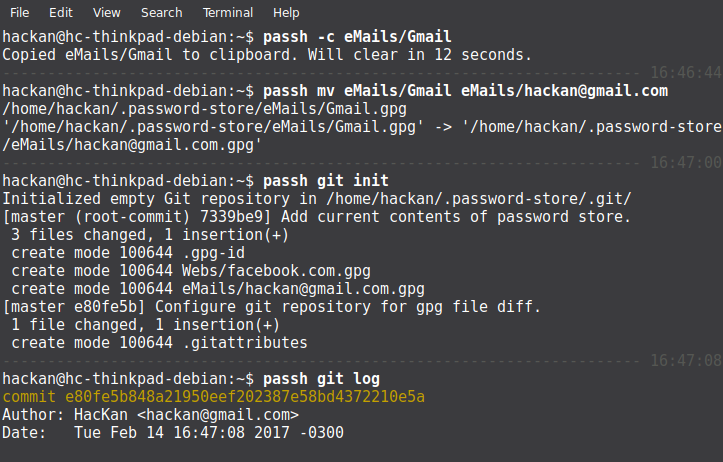 File Edit View Search Terminal Help
hackan@hc-thinkpad-debian:~$ passh -c eMails/Gmail
Copied eMails/Gmail to clipboard. Will clear in 12 seconds.
----------------------------------------------------------------------- 16:46:44
hackan@hc-thinkpad-debian:~$ passh mv eMails/Gmail eMails/hackan@gmail.com
/home/hackan/.password-store/eMails/Gmail.gpg
'/home/hackan/.password-store/eMails/Gmail.gpg' -> '/home/hackan/.password-store
/eMails/hackan@gmail.com.gpg'
----------------------------------------------------------------------- 16:47:00
hackan@hc-thinkpad-debian:~$ passh git init
Initialized empty Git repository in /home/hackan/.password-store/.git/
[master (root-commit) 7339be9] Add current contents of password store.
 3 files changed, 1 insertion(+)
 create mode 100644 .gpg-id
 create mode 100644 Webs/facebook.com.gpg
 create mode 100644 eMails/hackan@gmail.com.gpg
[master e80fe5b] Configure git repository for gpg file diff.
 1 file changed, 1 insertion(+)
 create mode 100644 .gitattributes
----------------------------------------------------------------------- 16:47:08
hackan@hc-thinkpad-debian:~$ passh git log
commit e80fe5b848a21950eef202387e58bd4372210e5a
Author: HacKan <hackan@gmail.com>
Date:   Tue Feb 14 16:47:08 2017 -0300